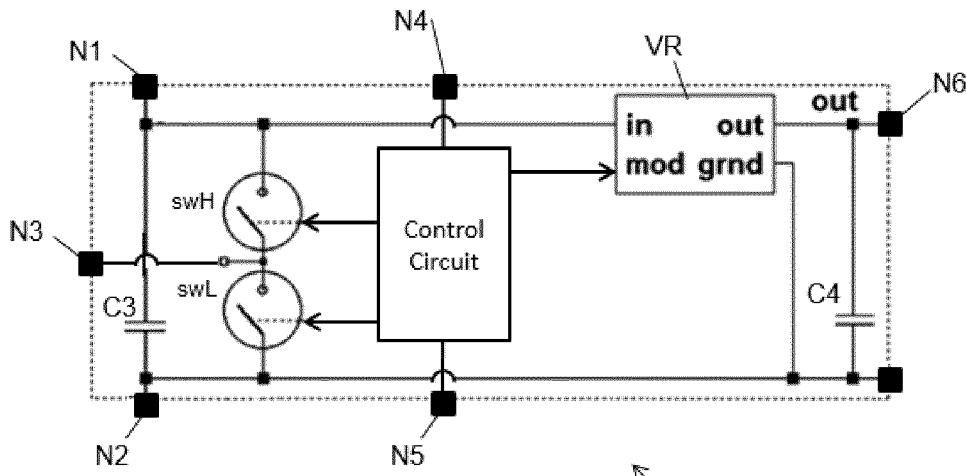 N1
N4
VR
N6
out
in out
mod grnd
swH
Control
Circuit
N3
swL
C3
C4
N2
N5